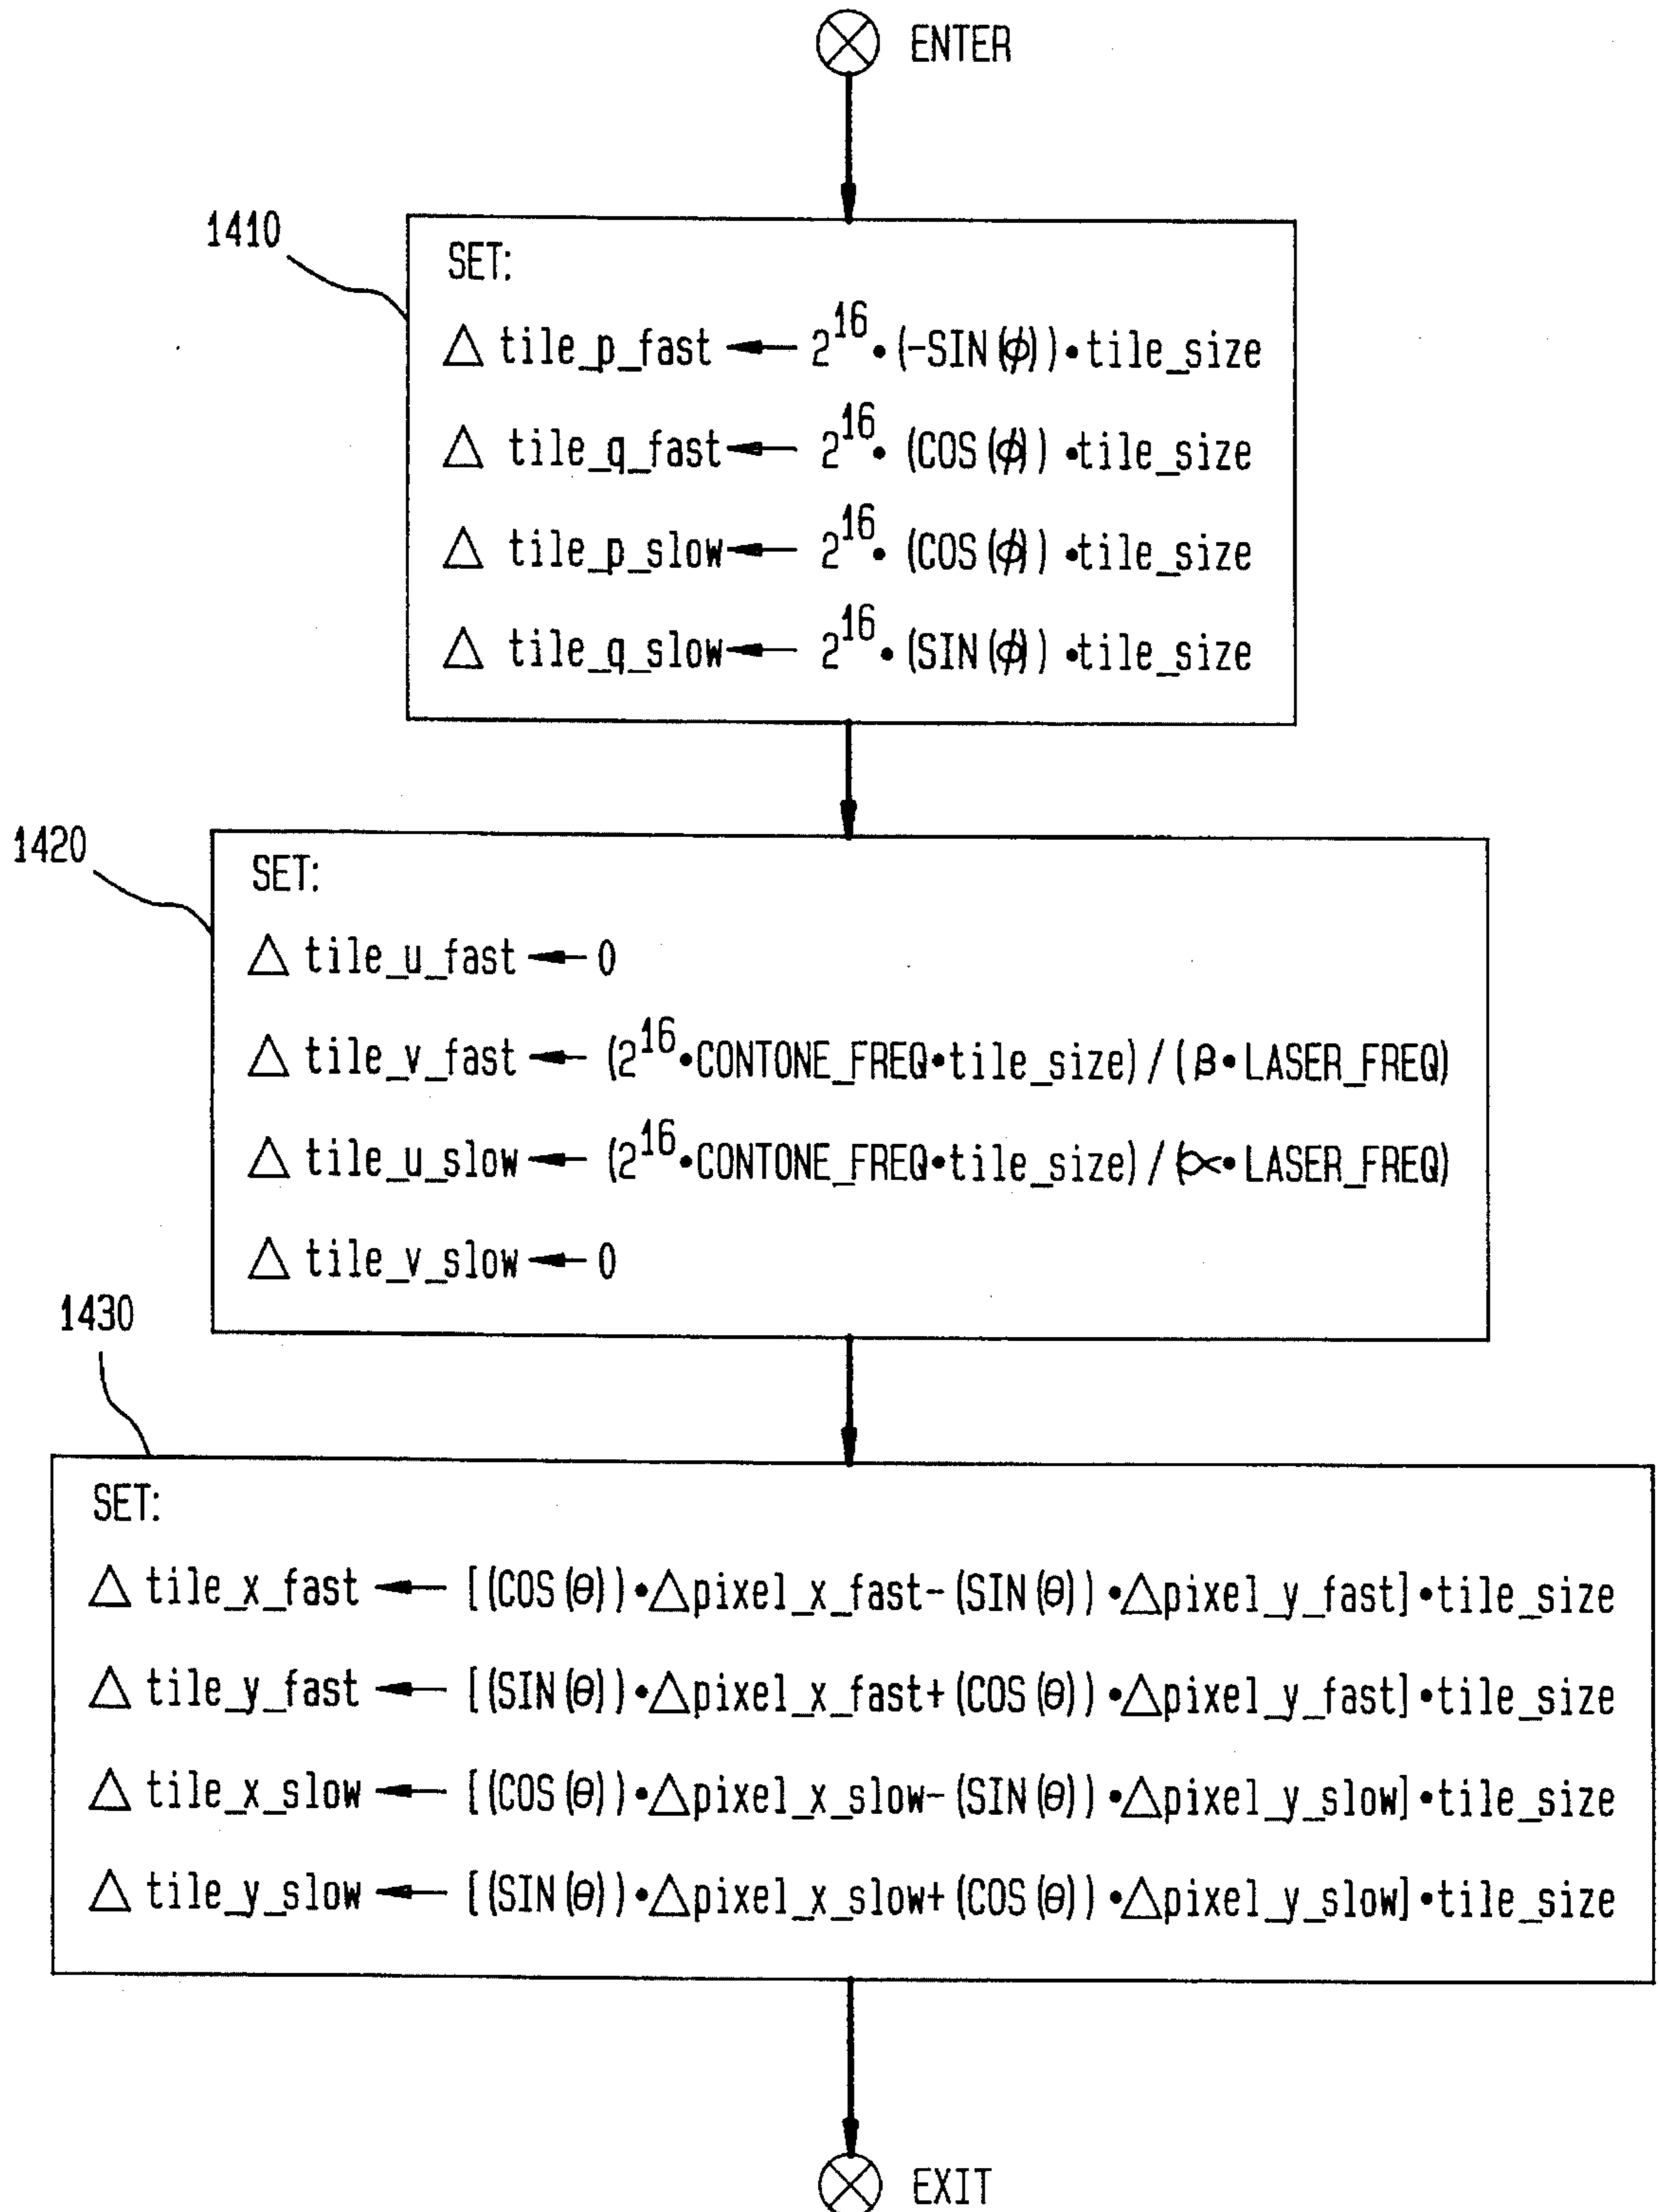 ENTER
1410
SET:
△ tile_p_fast ← 2^16•(-SIN(ϕ))•tile_size
△ tile_q_fast ← 2^16•(COS(ϕ))•tile_size
△ tile_p_slow ← 2^16•(COS(ϕ))•tile_size
△ tile_q_slow ← 2^16•(SIN(ϕ))•tile_size
1420
SET:
△ tile_u_fast ← 0
△ tile_v_fast ← (2^16•CONTONE_FREQ•tile_size)/(β•LASER_FREQ)
△ tile_u_slow ← (2^16•CONTONE_FREQ•tile_size)/(∝•LASER_FREQ)
△ tile_v_slow ← 0
1430
SET:
△ tile_x_fast ← [(COS(θ))•△pixel_x_fast-(SIN(θ))•△pixel_y_fast]•tile_size
△ tile_y_fast ← [(SIN(θ))•△pixel_x_fast+(COS(θ))•△pixel_y_fast]•tile_size
△ tile_x_slow ← [(COS(θ))•△pixel_x_slow-(SIN(θ))•△pixel_y_slow]•tile_size
△ tile_y_slow ← [(SIN(θ))•△pixel_x_slow+(COS(θ))•△pixel_y_slow]•tile_size
EXIT